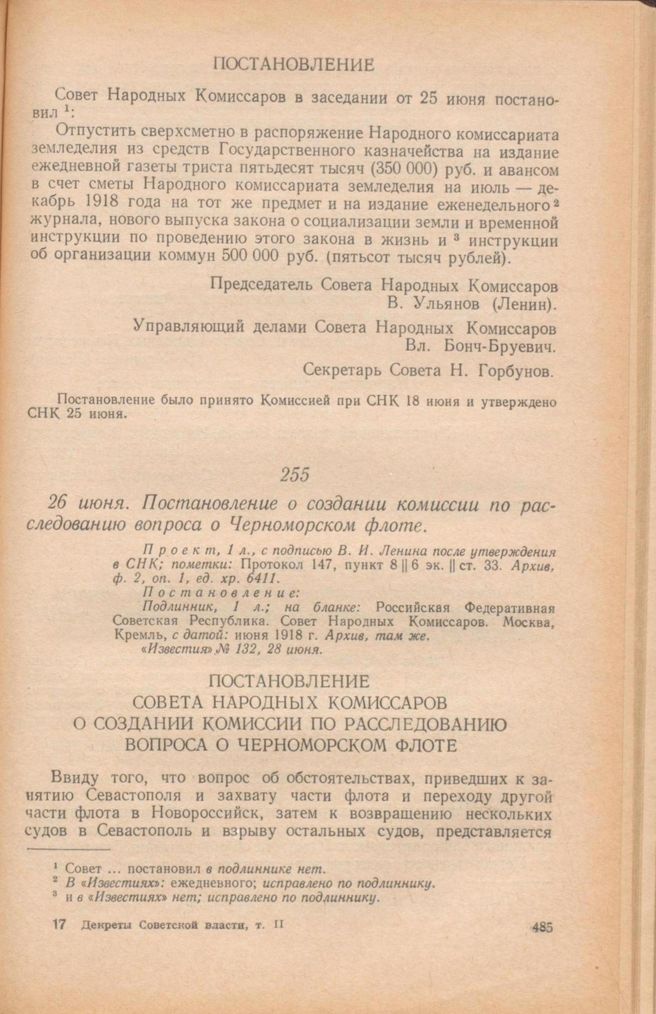 ПОСТАНОВЛЕНИЕ
Совет Народных Комиссаров в заседании от 25 июня постано-
вил ¹:
Отпустить сверхсметно в распоряжение Народного комиссариата
земледелия из средств Государственного казначейства на издание
ежедневной газеты триста пятьдесят тысяч (350 000) руб. и авансом
в счет сметы Народного комиссариата земледелия на июль — де-
кабрь 1918 года на тот же предмет и на издание еженедельного ²
журнала, нового выпуска закона о социализации земли и временной
инструкции по проведению этого закона в жизнь и ³ инструкции
об организации коммун 500 000 руб. (пятьсот тысяч рублей).
Председатель Совета Народных Комиссаров
В. Ульянов (Ленин).
Управляющий делами Совета Народных Комиссаров
Вл. Бонч-Бруевич.
Секретарь Совета Н. Горбунов.
Постановление было принято Комиссией при СНК 18 июня и утверждено
СНК 25 июня.
255
26 июня. Постановление о создании комиссии по рас-
следованию вопроса о Черноморском флоте.
Проект, 1 л., с подписью В. И. Ленина после утверждения
в СНК; пометки: Протокол 147, пункт 8 || 6 эк. || ст. 33. Архив,
ф. 2, оп. 1, ед. хр. 6411.
Постановление:
Подлинник, 1 л.; на бланке: Российская Федеративная
Советская Республика. Совет Народных Комиссаров. Москва,
Кремль, с датой: июня 1918 г. Архив, там же.
«Известия» № 132, 28 июня.
ПОСТАНОВЛЕНИЕ
СОВЕТА НАРОДНЫХ КОМИССАРОВ
О СОЗДАНИИ КОМИССИИ ПО РАССЛЕДОВАНИЮ
ВОПРОСА О ЧЕРНОМОРСКОМ ФЛОТЕ
Ввиду того, что вопрос об обстоятельствах, приведших к за-
нятию Севастополя и захвату части флота и переходу другой
части флота в Новороссийск, затем к возвращению нескольких
судов в Севастополь и взрыву остальных судов, представляется
¹ Совет ... постановил в подлиннике нет.
² В «Известиях»: ежедневного; исправлено по подлиннику.
³ и в «Известиях» нет; исправлено по подлиннику.
17 Декреты Советской власти, т. II
485